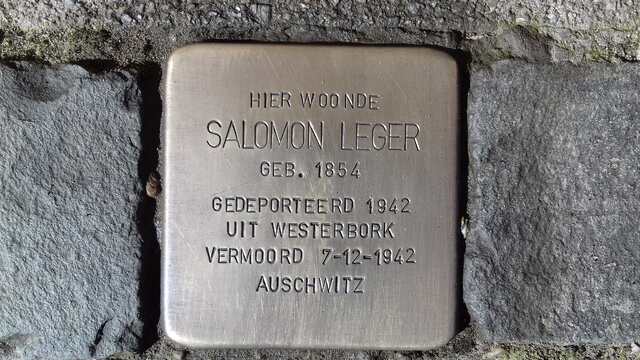 HIER WOONDE
SALOMON LEGER
GEB. 1854
GEDEPORTEERD 1942
UIT WESTERBORK
VERMOORD 7-12-1942
AUSCHWITZ